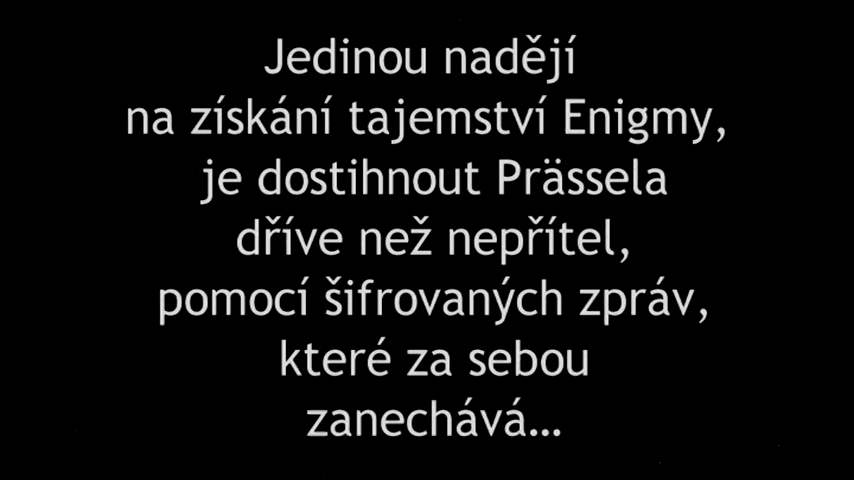 Jedinou nadějí
na získání tajemství Enigmy,
je dostihnout Prässela
dříve než nepřítel,
pomocí šifrovaných zpráv,
které za sebou
zanechává…